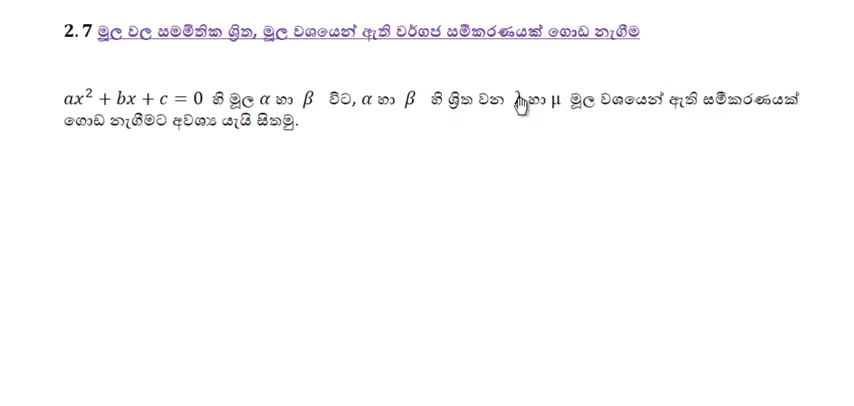 2.7 මූල වල සමමිතික ශ්‍රිත, මූල වශයෙන් ඇති වර්ගජ සමීකරණයක් ගොඩ නැගීම
ax² + bx + c = 0 හි මූල α හා β විට, α හා β හි ශ්‍රිත වන λ හා μ මූල වශයෙන් ඇති සමීකරණයක්
ගොඩ නැගීමට අවශ්‍ය යැයි සිතමු.